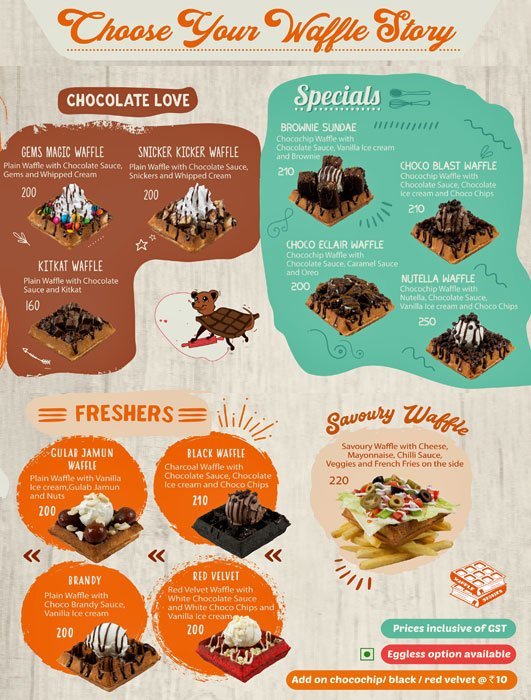 Choose Your Waffle Story
CHOCOLATE LOVE
GEMS MAGIC WAFFLE
Plain Waffle with Chocolate Sauce,
Gems and Whipped Cream
200
SNICKER KICKER WAFFLE
Plain Waffle with Chocolate Sauce,
Snickers and Whipped Cream
200
KITKAT WAFFLE
Plain Waffle with Chocolate
Sauce and Kitkat
160
Specials
BROWNIE SUNDAE
Chocochip Waffle with
Chocolate Sauce, Vanilla Ice cream
and Brownie
210
CHOCO BLAST WAFFLE
Chocochip Waffle with
Chocolate Sauce, Chocolate
Ice cream and Choco Chips
210
CHOCO ECLAIR WAFFLE
Chocochip Waffle with
Chocolate Sauce, Caramel Sauce
and Oreo
200
NUTELLA WAFFLE
Chocochip Waffle with
Nutella, Chocolate Sauce,
Vanilla Ice cream and Choco Chips
250
FRESHERS
GULAB JAMUN
WAFFLE
Plain Waffle with Vanilla
Ice cream,Gulab Jamun
and Nuts
200
BLACK WAFFLE
Charcoal Waffle with
Chocolate Sauce, Chocolate
Ice cream and Choco Chips
210
BRANDY
Plain Waffle with
Choco Brandy Sauce,
Vanilla Ice cream
200
RED VELVET
Red Velvet Waffle with
White Chocolate Sauce
and White Choco Chips and
Vanilla Ice cream
200
Savoury Waffle
Savoury Waffle with Cheese,
Mayonnaise, Chilli Sauce,
Veggies and French Fries on the side
220
WAFFLE
STORIES
Prices inclusive of GST
Eggless option available
Add on chocochip/ black / red velvet @ ₹ 10